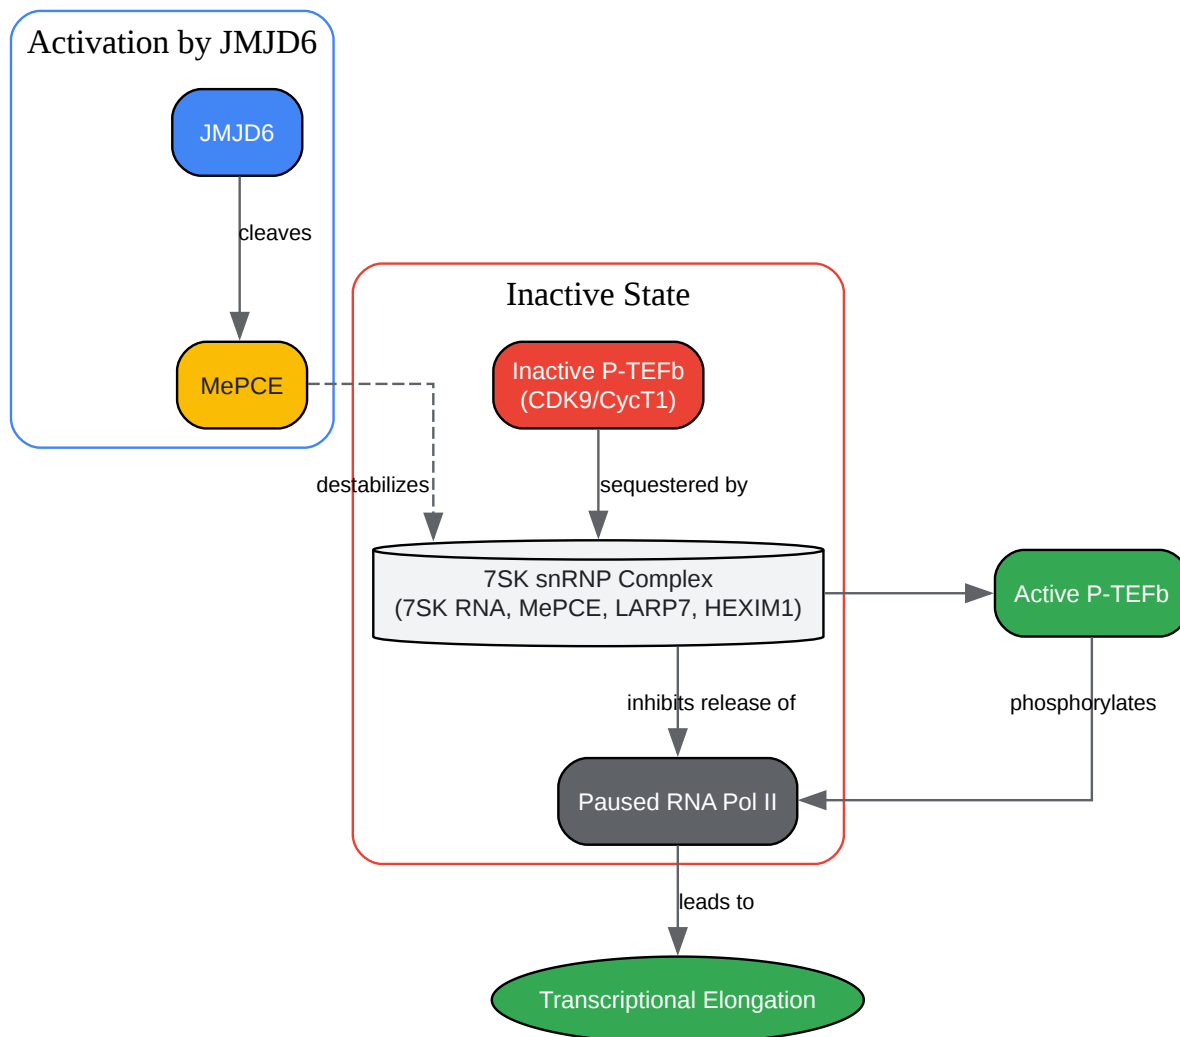 Activation by JMJD6
JMJD6
cleaves
MePCE
Inactive State
Inactive P-TEFb
(CDK9/CycT1)
destabilizes
sequestered by
7SK snRNP Complex
(7SK RNA, MePCE, LARP7, HEXIM1)
Active P-TEFb
inhibits release of
phosphorylates
Paused RNA Pol II
leads to
Transcriptional Elongation